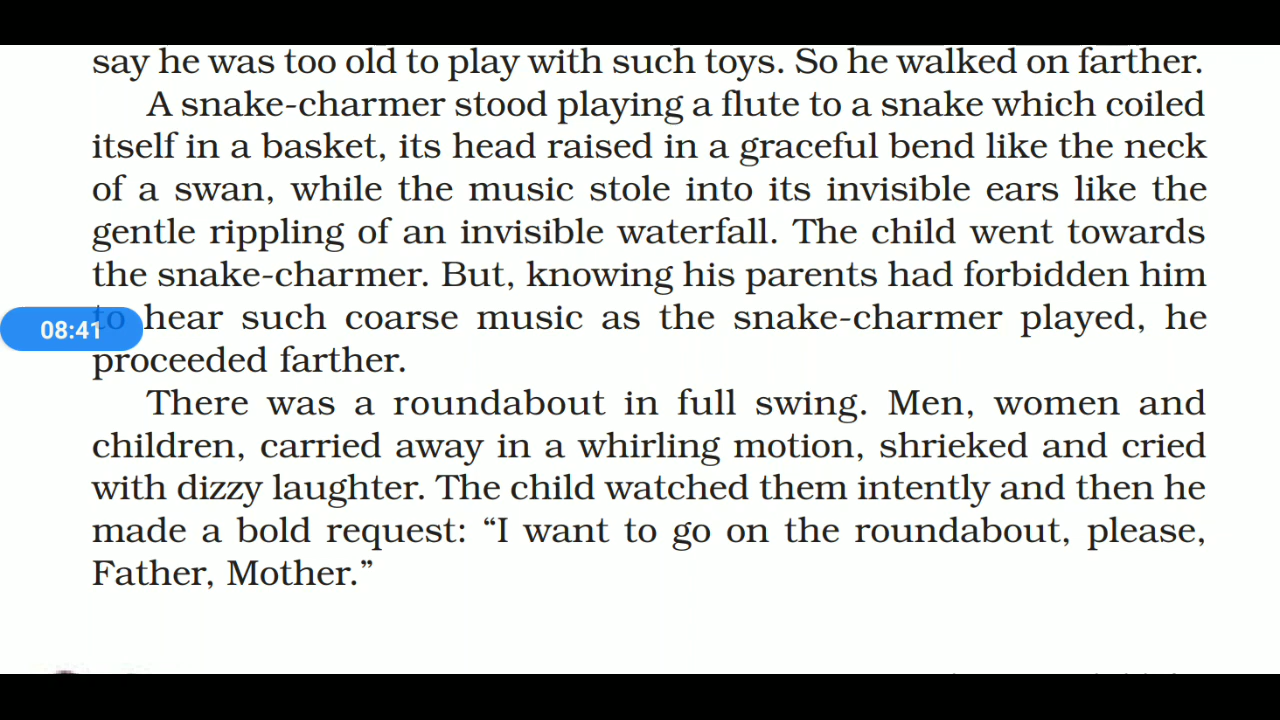 say he was too old to play with such toys. So he walked on farther.
A snake-charmer stood playing a flute to a snake which coiled
itself in a basket, its head raised in a graceful bend like the neck
of a swan, while the music stole into its invisible ears like the
gentle rippling of an invisible waterfall. The child went towards
the snake-charmer. But, knowing his parents had forbidden him
to hear such coarse music as the snake-charmer played, he
08:41
proceeded farther.
There was a roundabout in full swing. Men, women and
children, carried away in a whirling motion, shrieked and cried
with dizzy laughter. The child watched them intently and then he
made a bold request: “I want to go on the roundabout, please,
Father, Mother.”